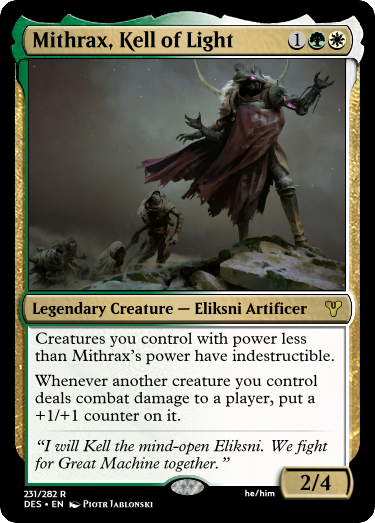 Mithrax, Kell of Light 1
Legendary Creature — Eliksni Artificer
Creatures you control with power less
than Mithrax's power have indestructible.
Whenever another creature you control
deals combat damage to a player, put a
+1/+1 counter on it.
“I will Kell the mind-open Eliksni. We fight
for Great Machine together.”
2/4
231/282 R
DES • EN Piotr Jablonski
he/him